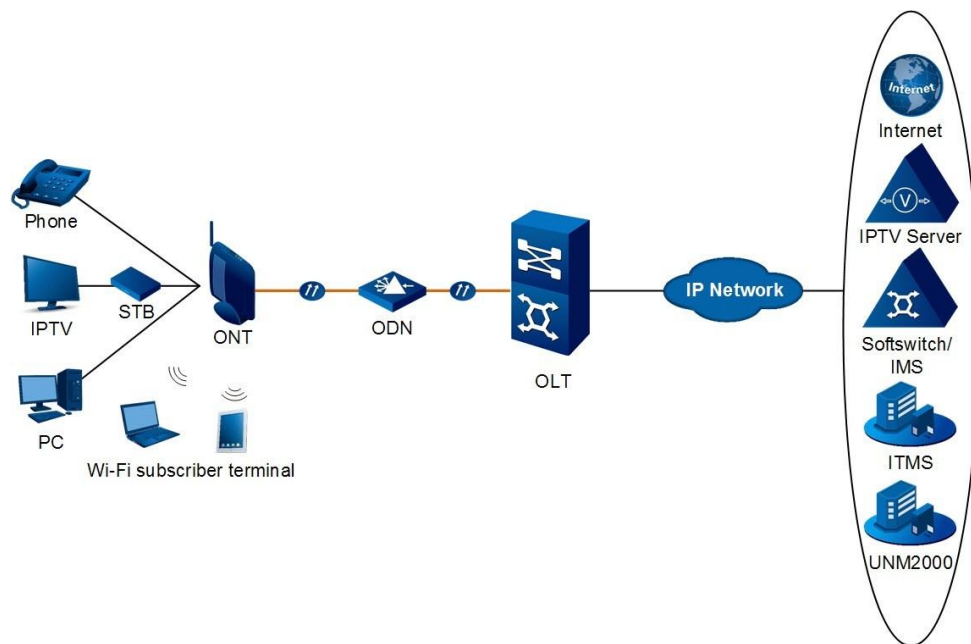 Internet
Internet
IPTV Server
Softswitch/
IMS
ITMS
UNM2000
Phone
IPTV
STB
PC
Wi-Fi subscriber terminal
ONT
ODN
OLT
IP Network
V